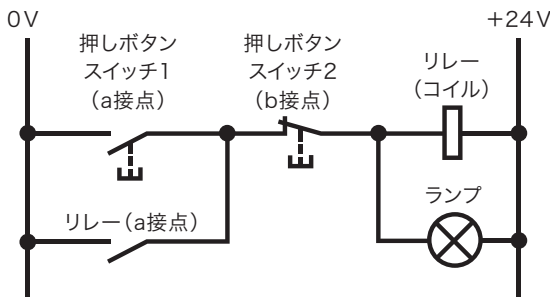 0V
+24V
押しボタン
スイッチ1
（a接点）
押しボタン
スイッチ2
（b接点）
リレー
（コイル）
リレー（a接点）
ランプ